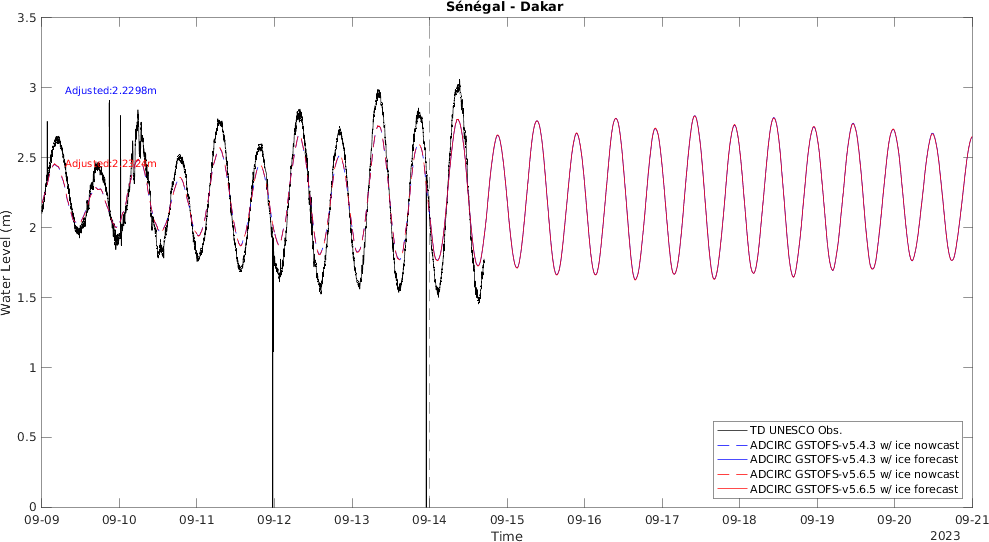 Sénégal - Dakar
3.5
3
2.5
2
1.5
1
0.5
0
Water Level (m)
Adjusted:2.2298m
TD UNESCO Obs.
ADCIRC GSTOFS-v5.4.3 w/ ice nowcast
ADCIRC GSTOFS-v5.4.3 w/ ice forecast
ADCIRC GSTOFS-v5.6.5 w/ ice nowcast
ADCIRC GSTOFS-v5.6.5 w/ ice forecast
09-09 09-10 09-11 09-12 09-13 09-14 09-15 09-16 09-17 09-18 09-19 09-20 09-21
Time
2023